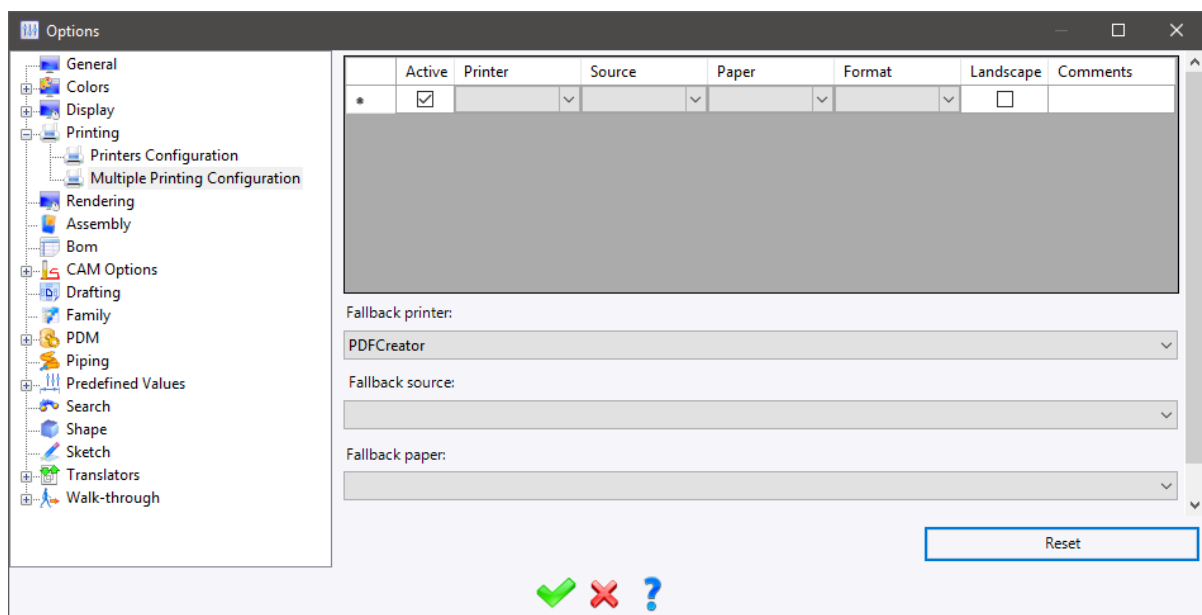 Options
General
Colors
Display
Printing
Printers Configuration
Multiple Printing Configuration
Rendering
Assembly
Bom
CAM Options
Drafting
Family
PDM
Piping
Predefined Values
Search
Shape
Sketch
Translators
Walk-through
Active Printer Source Paper Format Landscape Comments
Fallback printer:
PDFCreator
Fallback source:
Fallback paper:
Reset